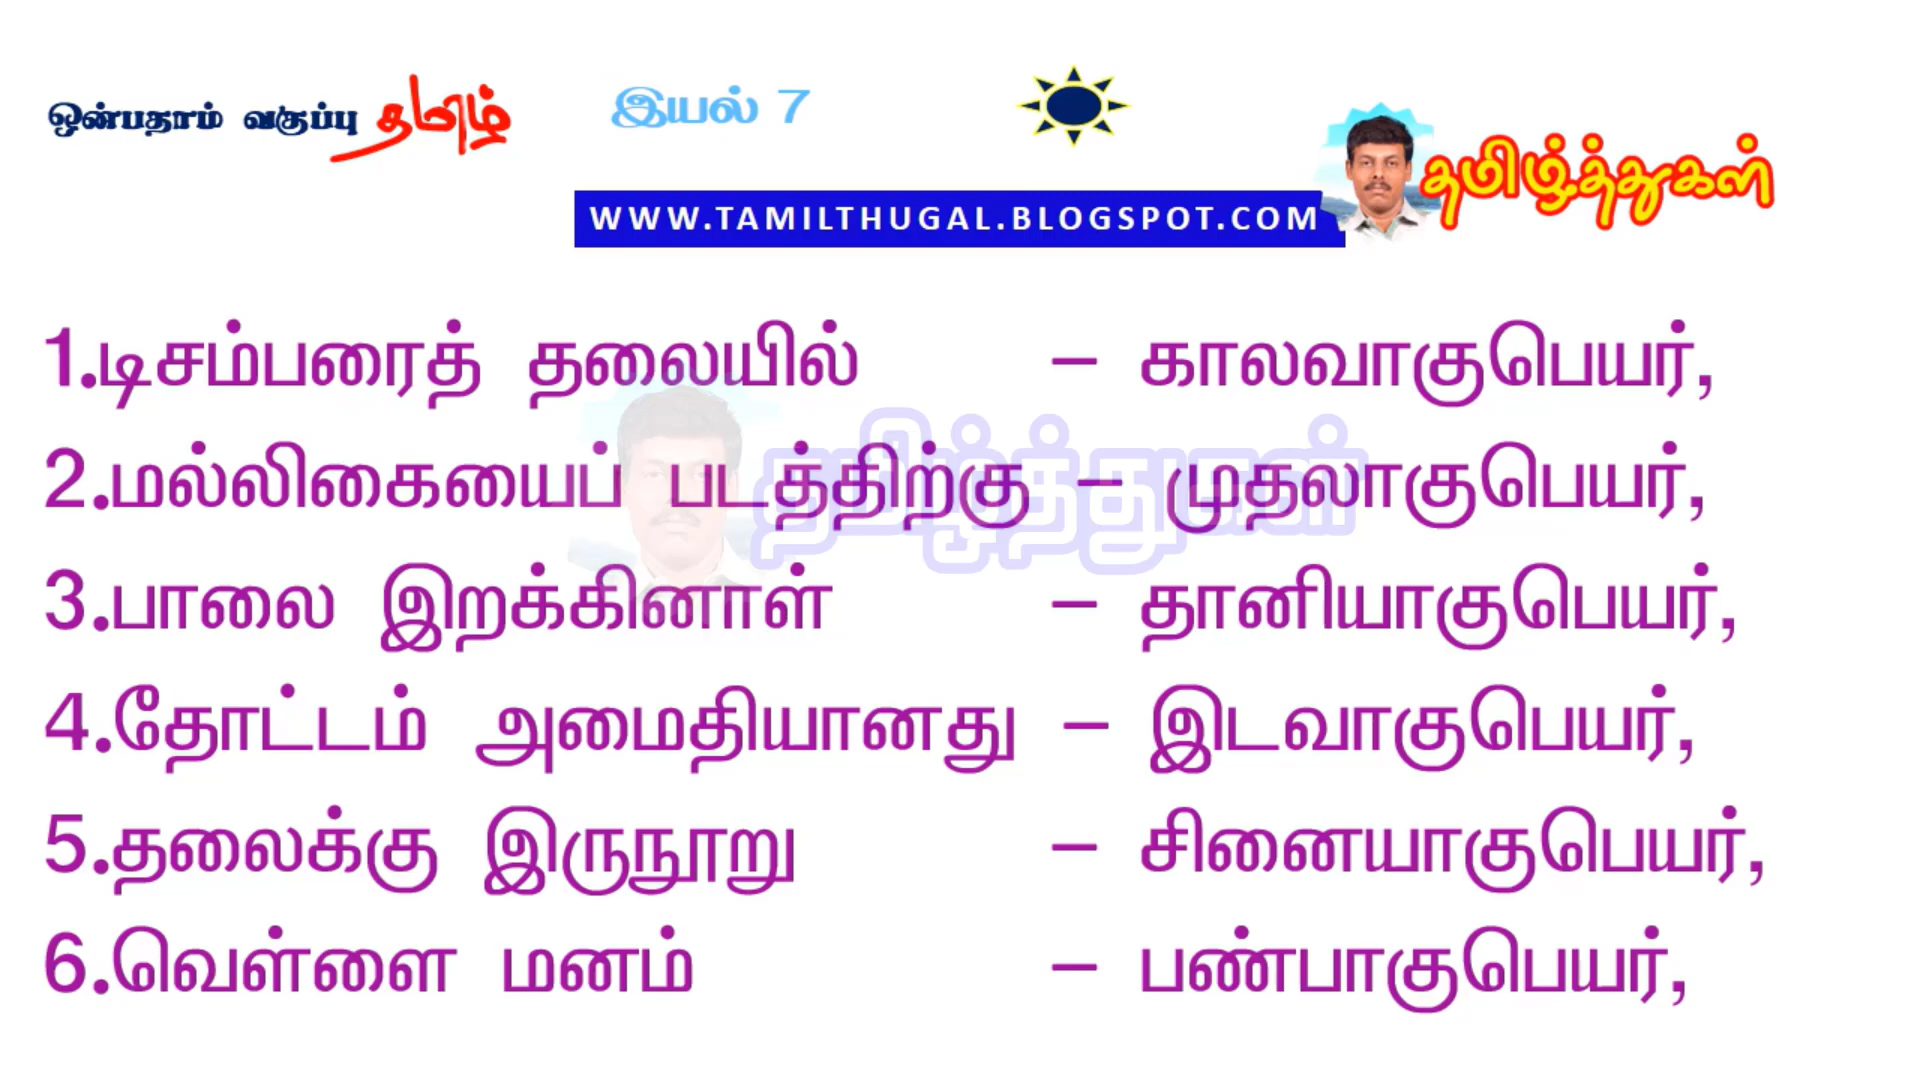 ஒன்பதாம் வகுப்பு தமிழ் இயல் 7
தமிழ்த்துகள்
WWW.TAMILTHUGAL.BLOGSPOT.COM
1.டிசம்பரைத் தலையில் – காலவாகுபெயர்,
2.மல்லிகையைப் படத்திற்கு – முதலாகுபெயர்,
3.பாலை இறக்கினாள் – தானியாகுபெயர்,
4.தோட்டம் அமைதியானது – இடவாகுபெயர்,
5.தலைக்கு இருநூறு – சினையாகுபெயர்,
6.வெள்ளை மனம் – பண்பாகுபெயர்,
தமிழ்த்துகள்